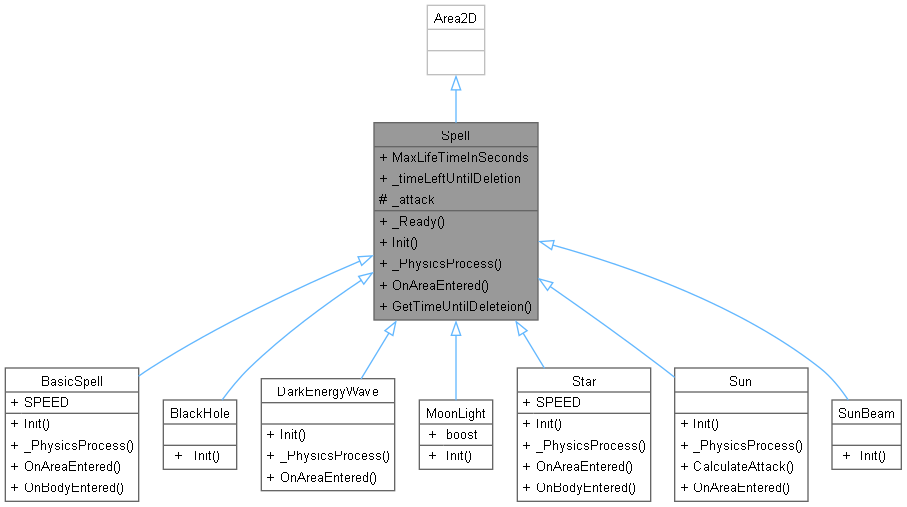 Area2D
Spell
+ MaxLifeTimeInSeconds
+ _timeLeftUntilDeletion
# _attack
+ _Ready()
+ Init()
+ _PhysicsProcess()
+ OnAreaEntered()
+ GetTimeUntilDeleteion()
BasicSpell
+ SPEED
+ Init()
+ _PhysicsProcess()
+ OnAreaEntered()
+ OnBodyEntered()
BlackHole
+ Init()
DarkEnergyWave
+ Init()
+ _PhysicsProcess()
+ OnAreaEntered()
MoonLight
+ boost
+ Init()
Star
+ SPEED
+ Init()
+ _PhysicsProcess()
+ OnAreaEntered()
+ OnBodyEntered()
Sun
+ Init()
+ _PhysicsProcess()
+ CalculateAttack()
+ OnAreaEntered()
SunBeam
+ Init()